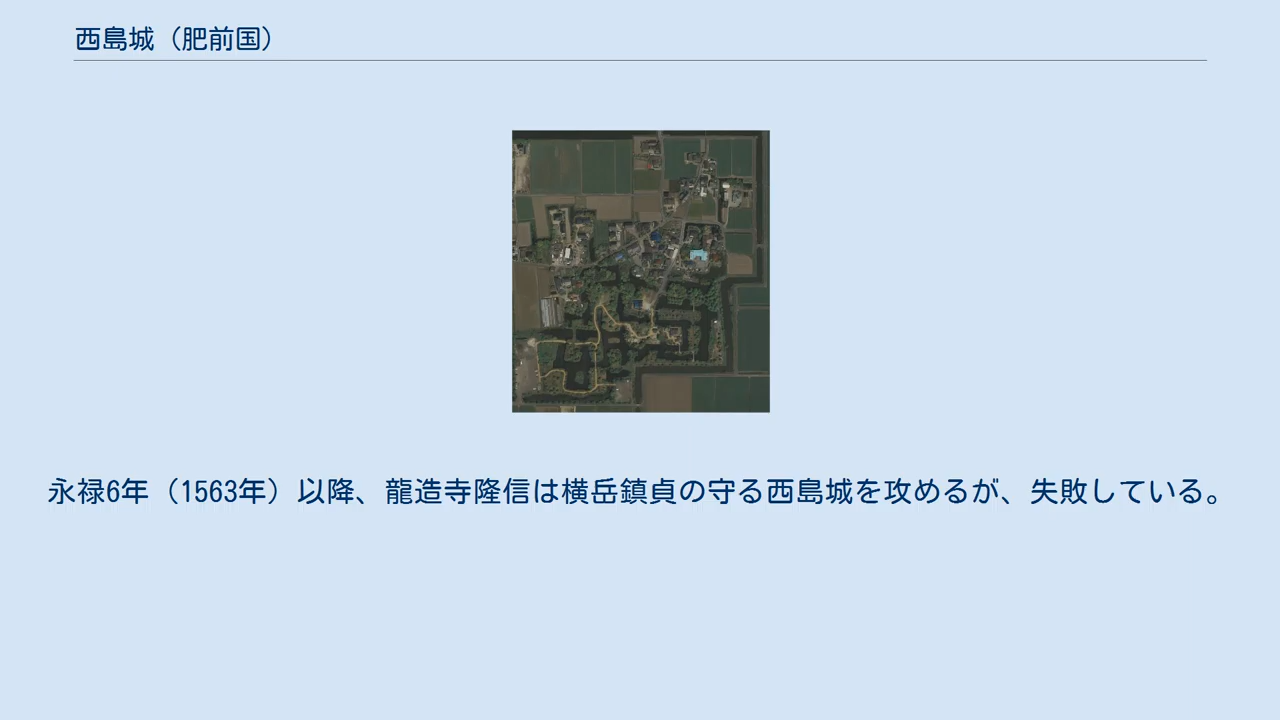 西島城（肥前国）
永禄6年（1563年）以降、龍造寺隆信は横岳鎮貞の守る西島城を攻めるが、失敗している。